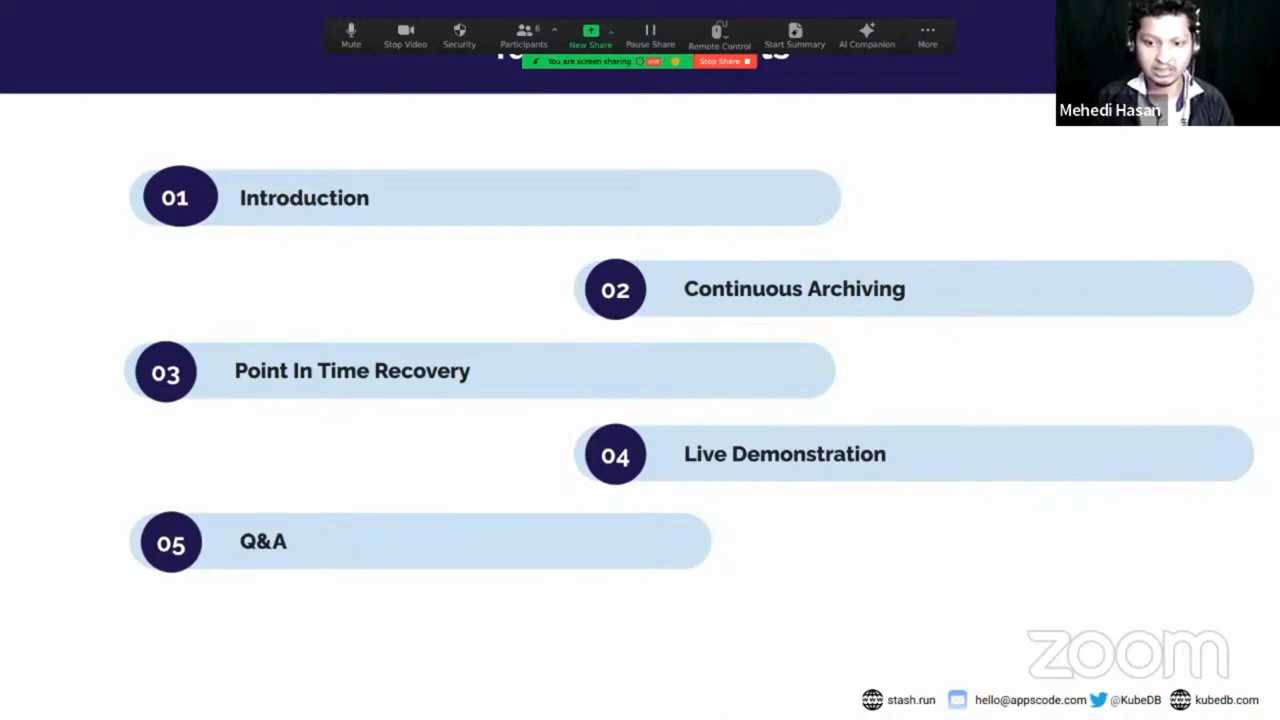 6
Mute
Stop Video
Security
Participants
New Share
Pause Share
Remote Control
Start Summary
AI Companion
More
You are screen sharing
LIVE
Stop Share
Mehedi Hasan
01 Introduction
02 Continuous Archiving
03 Point In Time Recovery
04 Live Demonstration
05 Q&A
zoom
stash.run hello@appscode.com @KubeDB kubedb.com